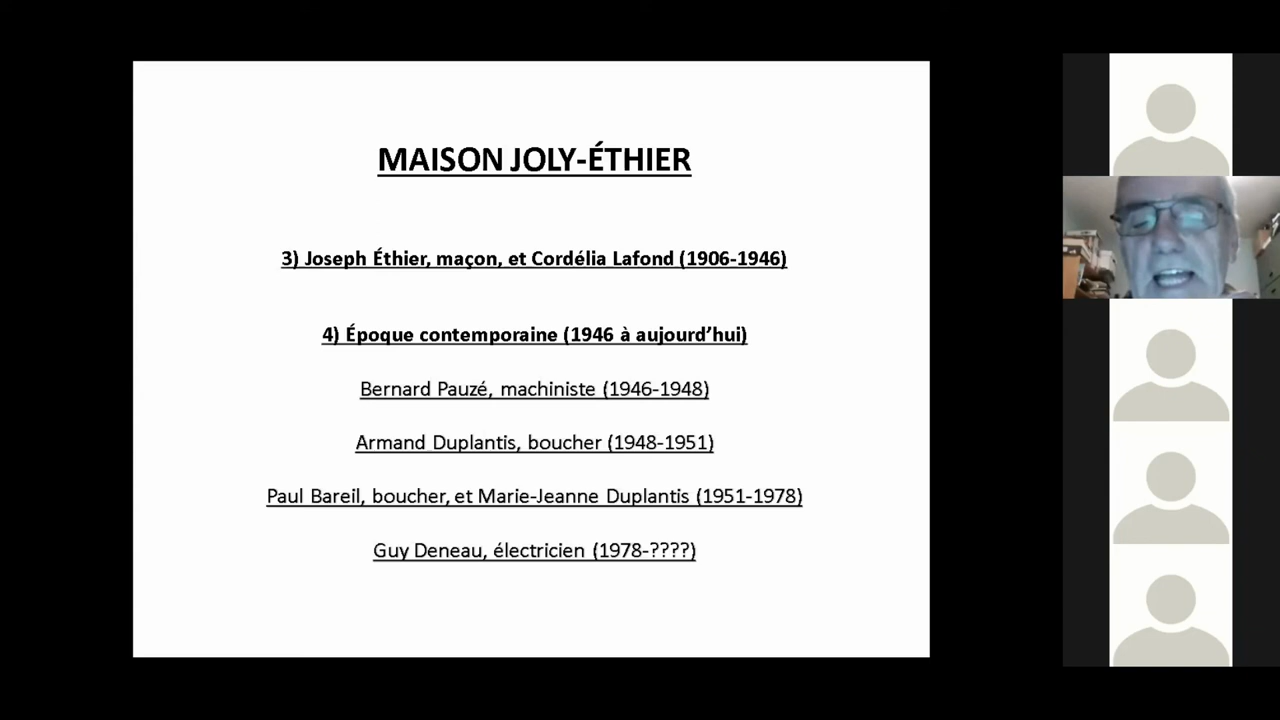 MAISON JOLY-ÉTHIER
3) Joseph Éthier, maçon, et Cordélia Lafond (1906-1946)
4) Époque contemporaine (1946 à aujourd’hui)
Bernard Pauzé, machiniste (1946-1948)
Armand Duplantis, boucher (1948-1951)
Paul Bareil, boucher, et Marie-Jeanne Duplantis (1951-1978)
Guy Deneau, électricien (1978-????)